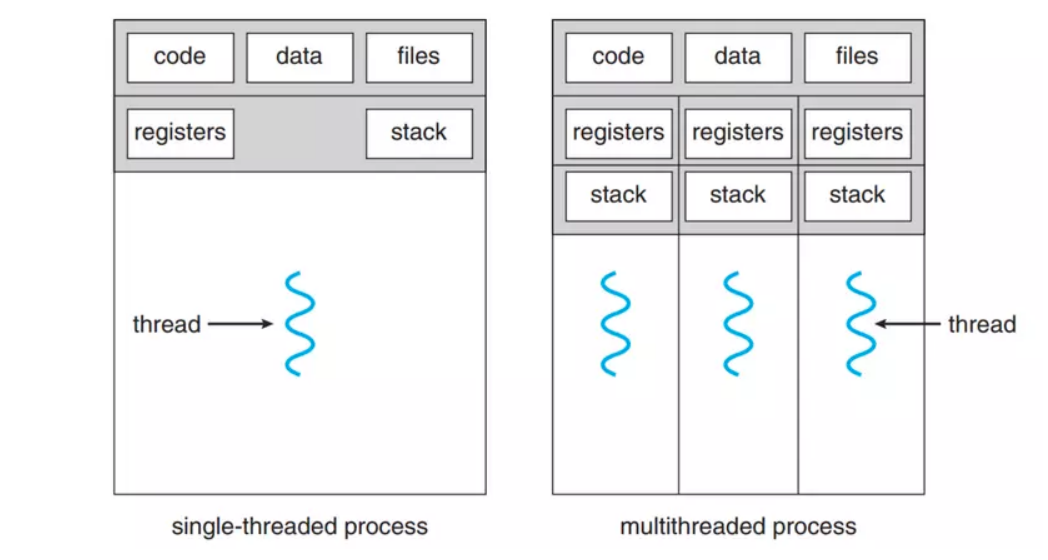 code data files code data files
registers stack registers registers registers
stack stack stack
thread thread
single-threaded process multithreaded process